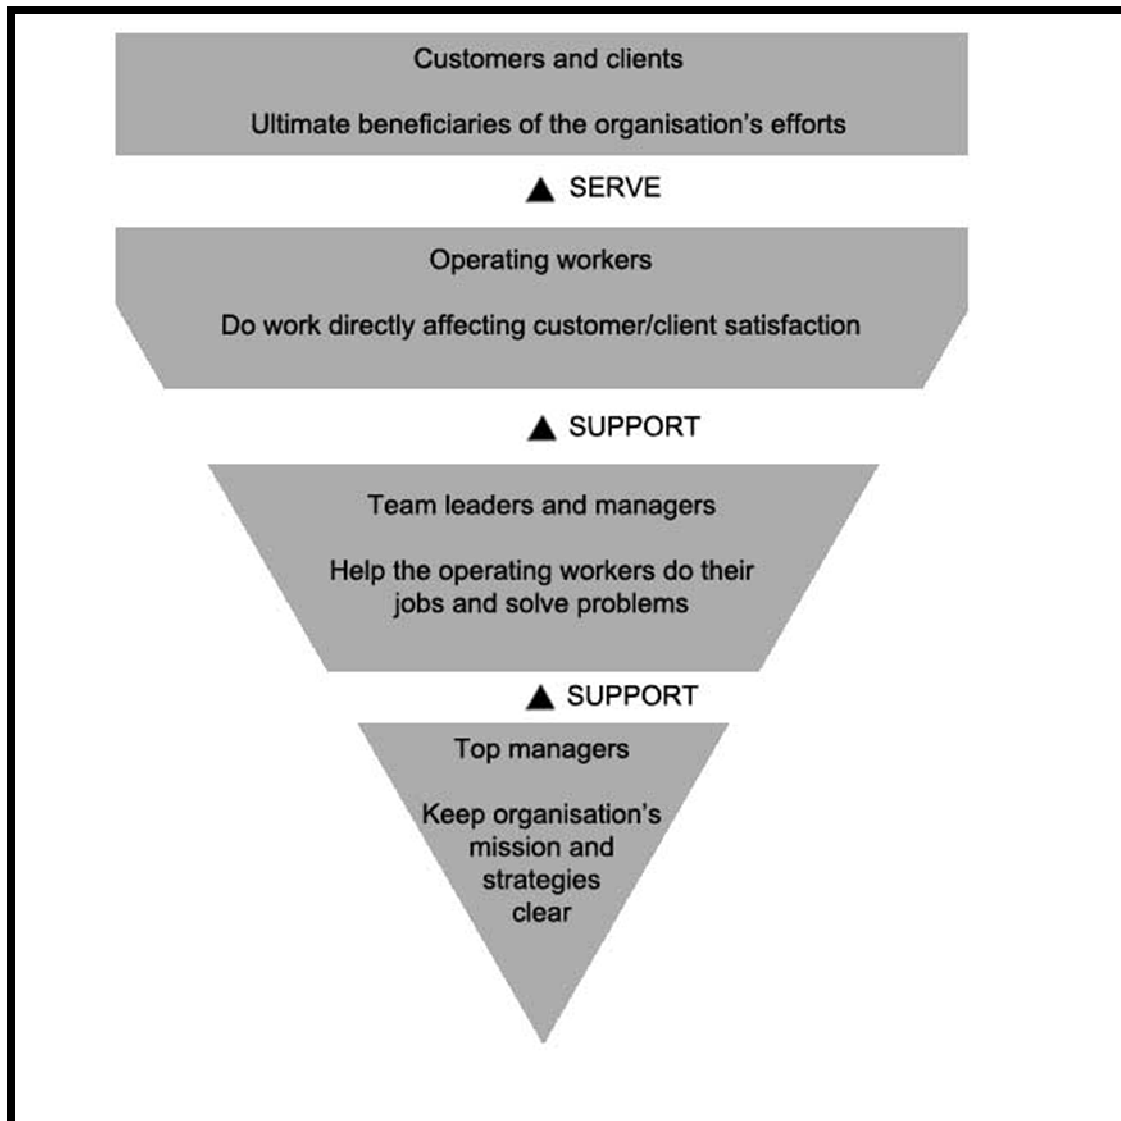 Customers and clients
Ultimate beneficiaries of the organisation's efforts
▲ SERVE
Operating workers
Do work directly affecting customer/client satisfaction
▲ SUPPORT
Team leaders and managers
Help the operating workers do their
jobs and solve problems
▲ SUPPORT
Top managers
Keep organisation's
mission and
strategies
clear